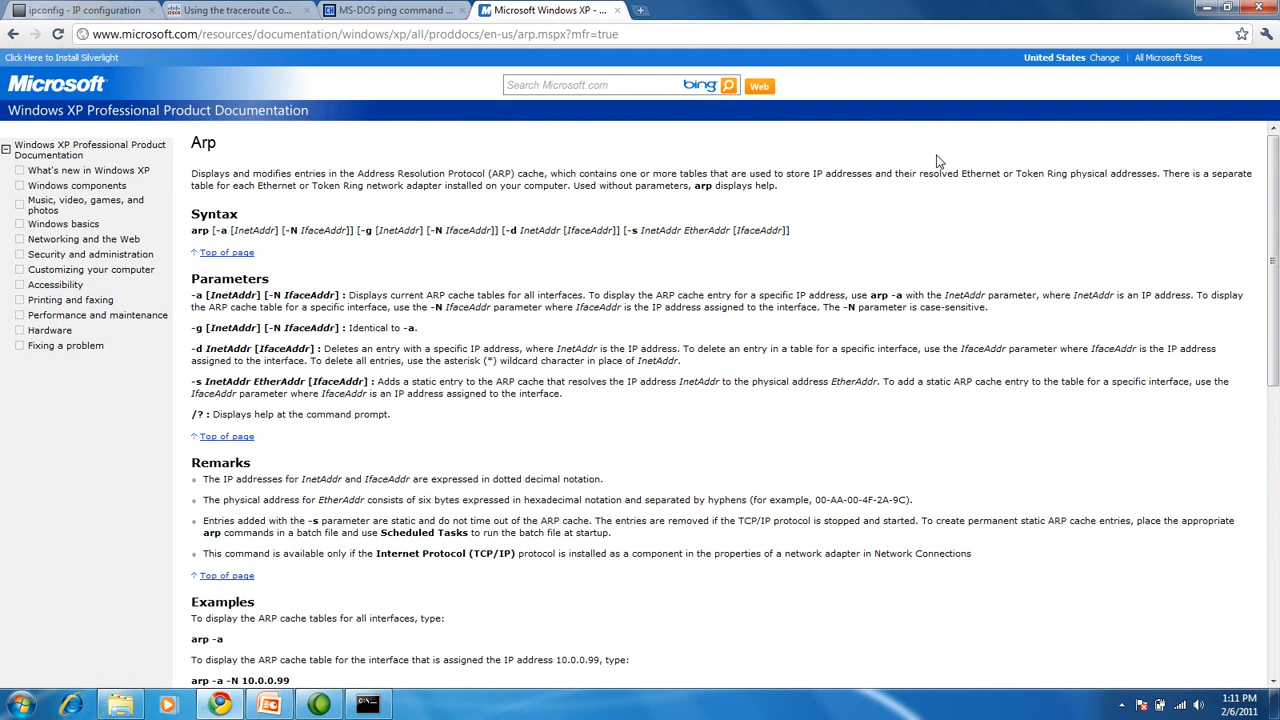 ipconfig - IP configuration
Using the traceroute Co...
MS-DOS ping command ...
Microsoft Windows XP - ...
www.microsoft.com/resources/documentation/windows/xp/all/proddocs/en-us/arp.mspx?mfr=true
Click Here to Install Silverlight
United States Change | All Microsoft Sites
Microsoft
Search Microsoft.com bing Web
Windows XP Professional Product Documentation
Windows XP Professional Product
Documentation
What's new in Windows XP
Windows components
Music, video, games, and
photos
Windows basics
Networking and the Web
Security and administration
Customizing your computer
Accessibility
Printing and faxing
Performance and maintenance
Hardware
Fixing a problem
Arp
Displays and modifies entries in the Address Resolution Protocol (ARP) cache, which contains one or more tables that are used to store IP addresses and their resolved Ethernet or Token Ring physical addresses. There is a separate
table for each Ethernet or Token Ring network adapter installed on your computer. Used without parameters, arp displays help.
Syntax
arp [-a [InetAddr] [-N IfaceAddr]] [-g [InetAddr] [-N IfaceAddr]] [-d InetAddr [IfaceAddr]] [-s InetAddr EtherAddr [IfaceAddr]]
Top of page
Parameters
-a [InetAddr] [-N IfaceAddr] : Displays current ARP cache tables for all interfaces. To display the ARP cache entry for a specific IP address, use arp -a with the InetAddr parameter, where InetAddr is an IP address. To display
the ARP cache table for a specific interface, use the -N IfaceAddr parameter where IfaceAddr is the IP address assigned to the interface. The -N parameter is case-sensitive.
-g [InetAddr] [-N IfaceAddr] : Identical to -a.
-d InetAddr [IfaceAddr] : Deletes an entry with a specific IP address, where InetAddr is the IP address. To delete an entry in a table for a specific interface, use the IfaceAddr parameter where IfaceAddr is the IP address
assigned to the interface. To delete all entries, use the asterisk (*) wildcard character in place of InetAddr.
-s InetAddr EtherAddr [IfaceAddr] : Adds a static entry to the ARP cache that resolves the IP address InetAddr to the physical address EtherAddr. To add a static ARP cache entry to the table for a specific interface, use the
IfaceAddr parameter where IfaceAddr is an IP address assigned to the interface.
/? : Displays help at the command prompt.
Top of page
Remarks
The IP addresses for InetAddr and IfaceAddr are expressed in dotted decimal notation.
The physical address for EtherAddr consists of six bytes expressed in hexadecimal notation and separated by hyphens (for example, 00-AA-00-4F-2A-9C).
Entries added with the -s parameter are static and do not time out of the ARP cache. The entries are removed if the TCP/IP protocol is stopped and started. To create permanent static ARP cache entries, place the appropriate
arp commands in a batch file and use Scheduled Tasks to run the batch file at startup.
This command is available only if the Internet Protocol (TCP/IP) protocol is installed as a component in the properties of a network adapter in Network Connections
Top of page
Examples
To display the ARP cache tables for all interfaces, type:
arp -a
To display the ARP cache table for the interface that is assigned the IP address 10.0.0.99, type:
arp -a -N 10.0.0.99
1:11 PM
2/6/2011